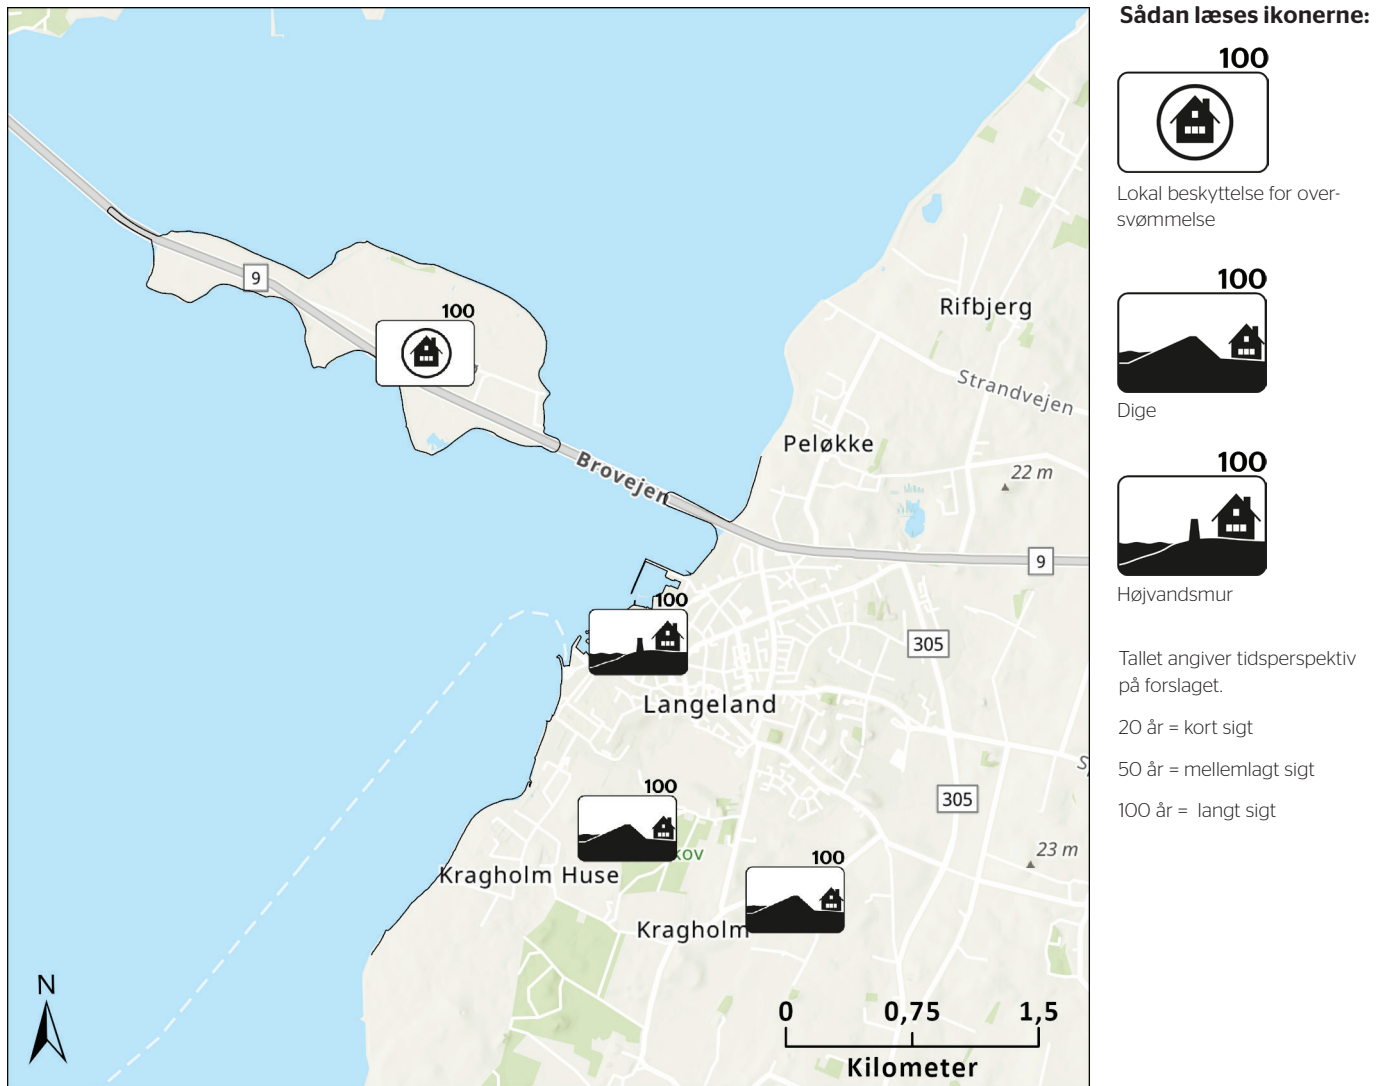 Sådan læses ikonerne:
100
Lokal beskyttelse for over-
svømmelse
100
Dige
100
Højvandsmur
Tallet angiver tidsperspektiv
på forslaget.
20 år = kort sigt
50 år = mellemlagt sigt
100 år = langt sigt
9
100
Rifbjerg
Strandvejen
Peløkke
22 m
Brovejen
9
100
305
Langeland
100
305
23 m
Kragholm Huse
100
Kragholm
N
0 0,75 1,5
Kilometer